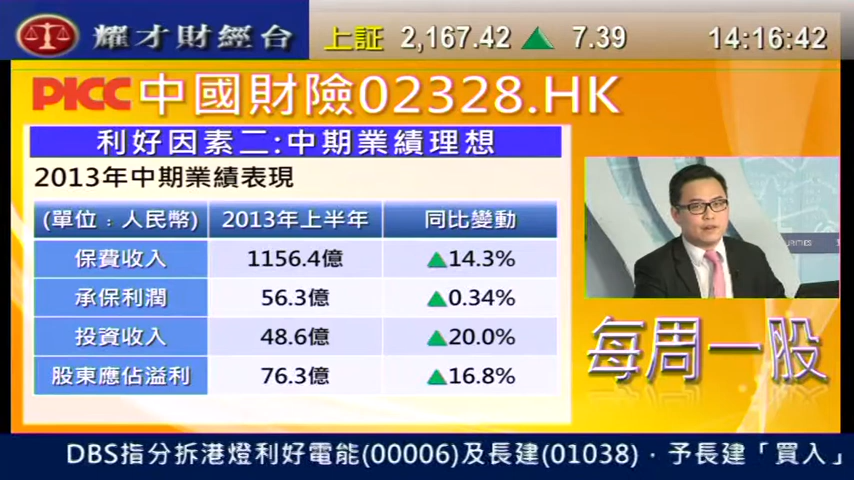 耀才財經台
上証 2,167.42 ▲ 7.39
14:16:42
PICC 中國財險02328.HK
利好因素二:中期業績理想
2013年中期業績表現
(單位：人民幣) 2013年上半年 同比變動
保費收入 1156.4億 ▲14.3%
承保利潤 56.3億 ▲0.34%
投資收入 48.6億 ▲20.0%
股東應佔溢利 76.3億 ▲16.8%
每周一股
DBS指分拆港燈利好電能(00006)及長建(01038)．予長建「買入」